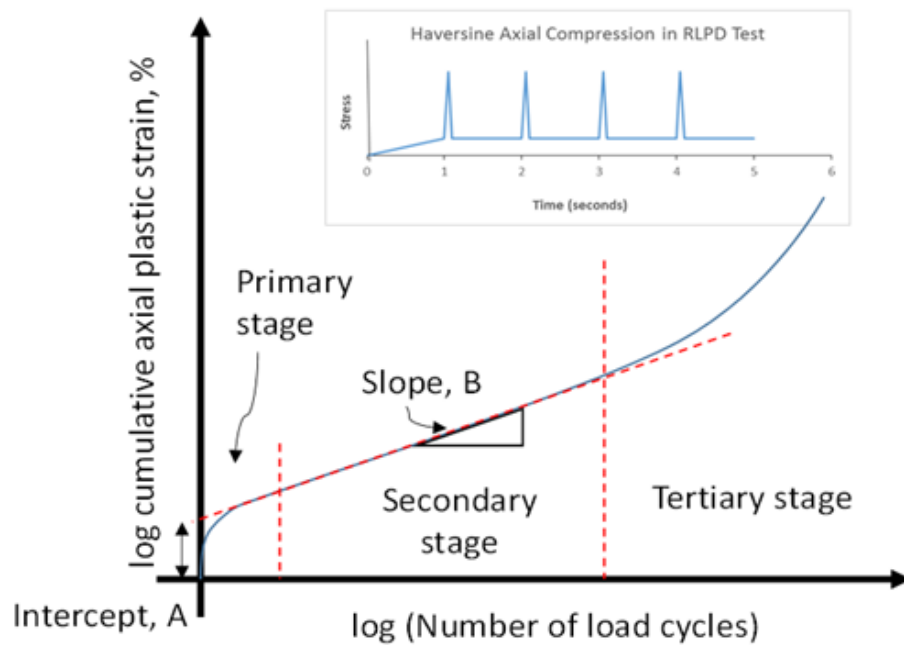 Haversine Axial Compression in RLPD Test
Stress
0 1 2 3 4 5 6
Time (seconds)
log cumulative axial plastic strain, %
Primary
stage
Slope, B
Secondary
stage
Tertiary stage
Intercept, A
log (Number of load cycles)